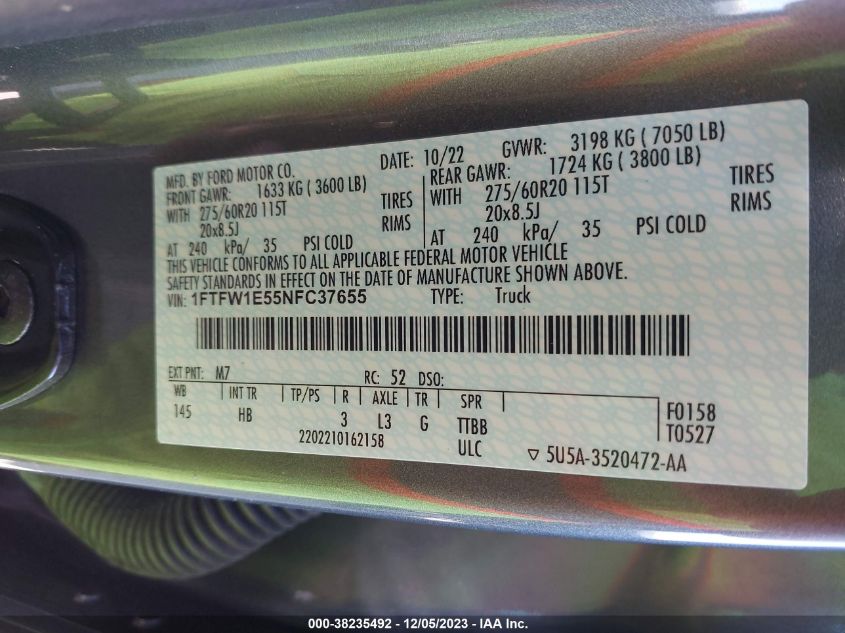 MFD. BY FORD MOTOR CO.
DATE: 10/22 GVWR: 3198 KG ( 7050 LB)
FRONT GAWR: 1633 KG ( 3600 LB)
WITH 275/60R20 115T TIRES
20x8.5J RIMS
AT 240 kPa/ 35 PSI COLD
REAR GAWR: 1724 KG ( 3800 LB)
WITH 275/60R20 115T TIRES
20x8.5J RIMS
AT 240 kPa/ 35 PSI COLD
THIS VEHICLE CONFORMS TO ALL APPLICABLE FEDERAL MOTOR VEHICLE
SAFETY STANDARDS IN EFFECT ON THE DATE OF MANUFACTURE SHOWN ABOVE.
VIN: 1FTFW1E55NFC37655 TYPE: Truck
EXT PNT: M7 RC: 52 DSO:
WB INT TR TP/PS R AXLE TR SPR
145 HB 3 L3 G TTBB
F0158
T0527
2202210162158 ULC ▽ 5U5A-3520472-AA
000-38235492 - 12/05/2023 - IAA Inc.